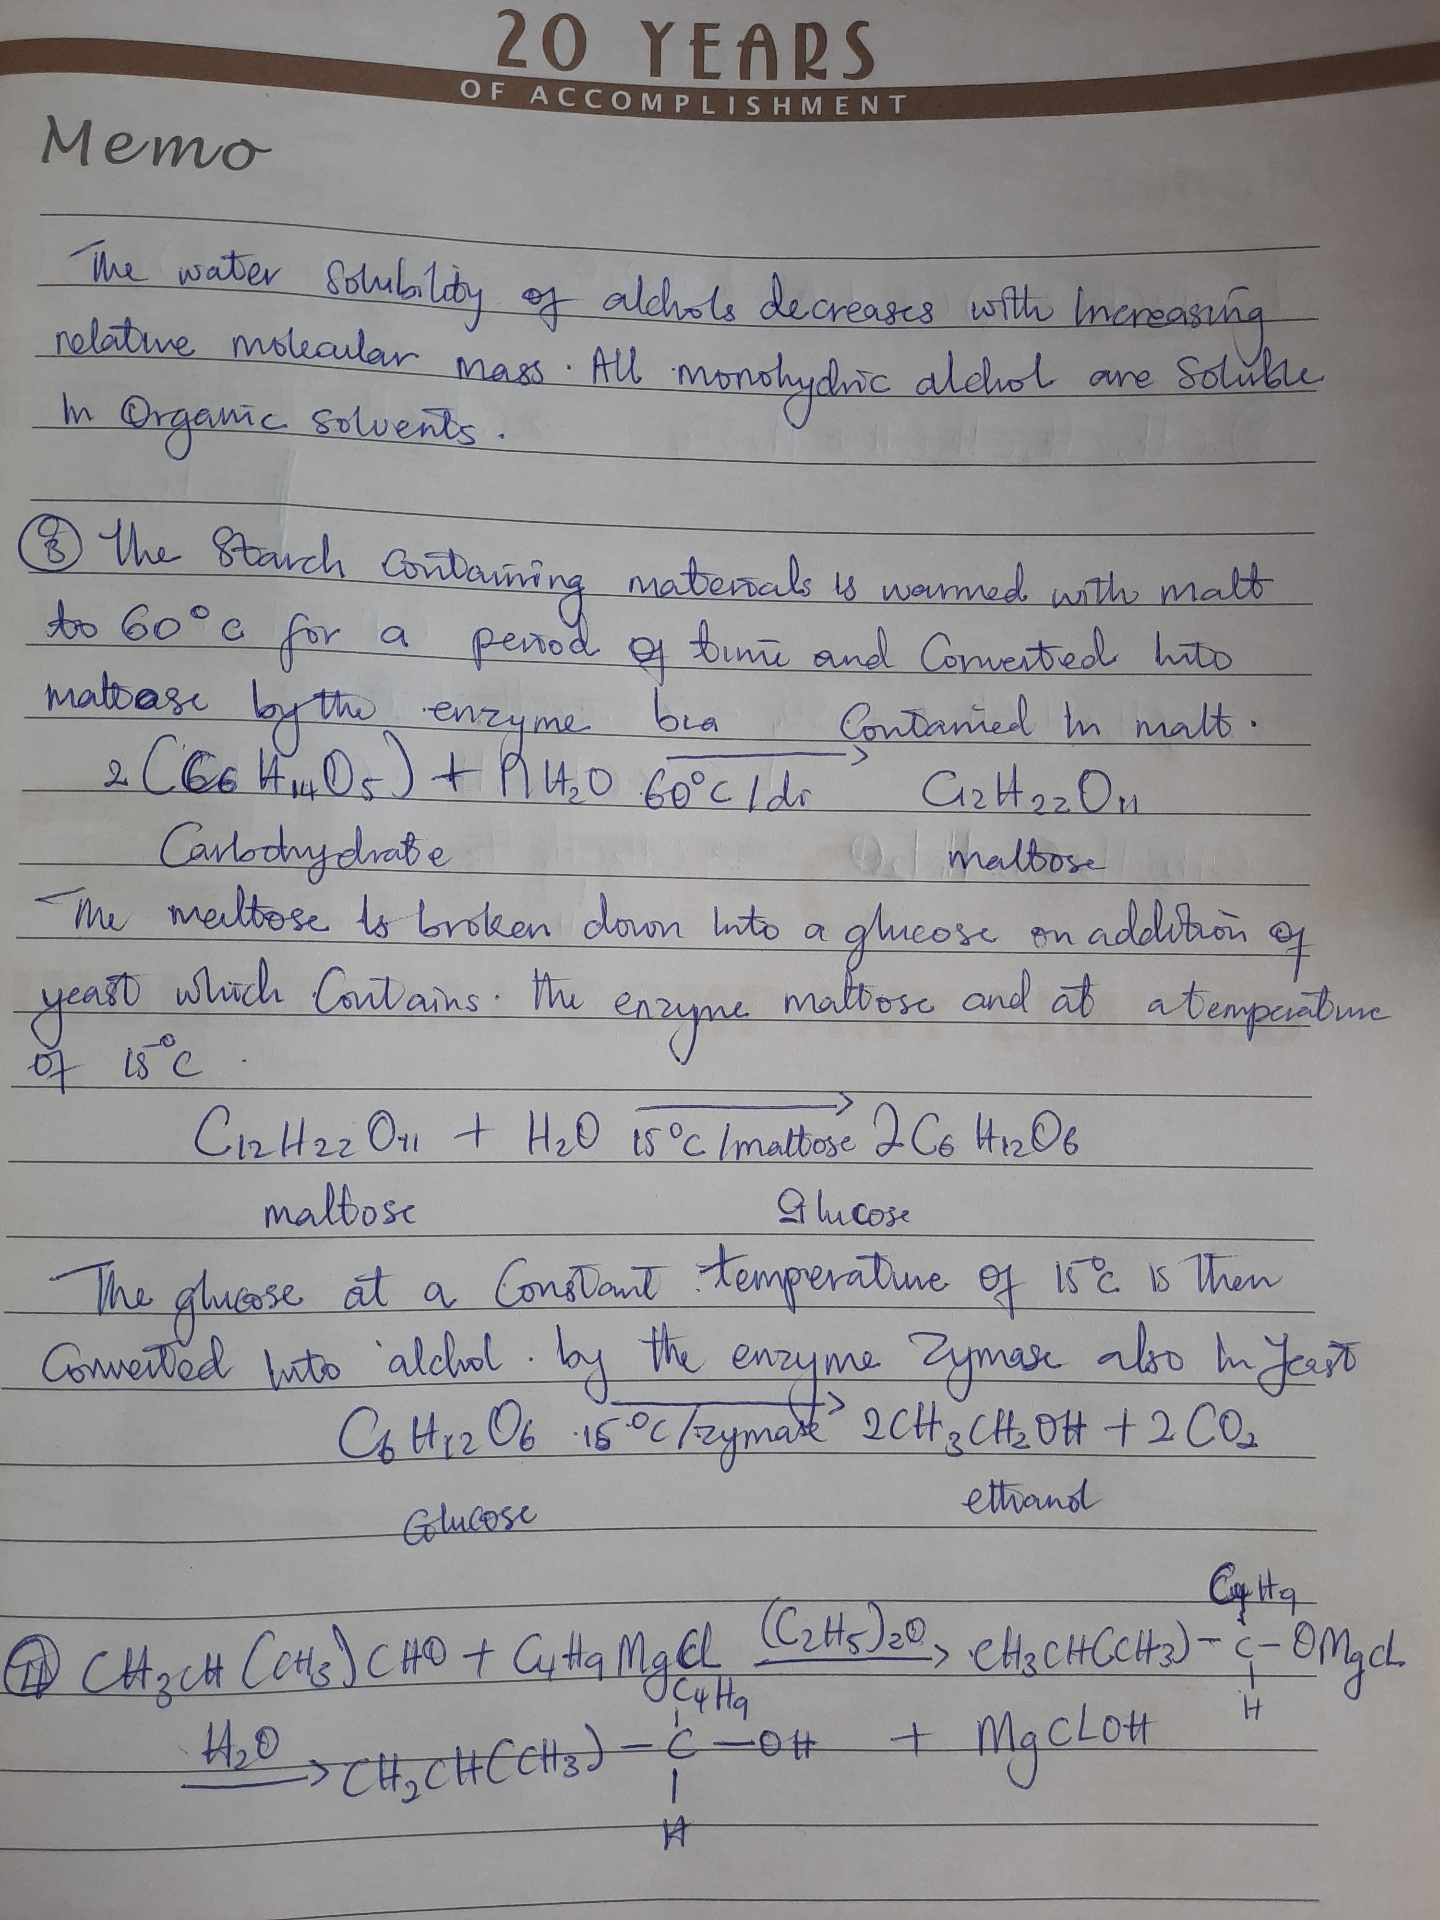 20 YEARS
OF ACCOMPLISHMENT
Memo
The water solubility of alchols decreases with increasing
relative molecular mass. All monohydric alchol are soluble
in Organic solvents.
8 The Starch Containing materials is warmed with malt
to 60°C for a period of time and Converted into
maltose by the enzyme bia Contained in malt.
2(C6H14O5) + nH2O 60°C/di → C12H22O11
Carbohydrate maltose
The maltose is broken down into a glucose on addition of
yeast which Contains. the enzyme maltose and at a temperature
of 15°C.
C12H22O11 + H2O 15°C/maltose → 2C6H12O6
maltose Glucose
The glucose at a Constant temperature of 15°C is then
Converted into alchol. by the enzyme Zymase also in yeast
C6H12O6 15°C/zymase → 2CH3CH2OH + 2CO2
ethanol
Glucose
C4H9
CH3CH(CH3)CHO + C4H9MgCl (C2H5)2O → CH3CH(CH3)-C-OMgCl
H
C4H9
H2O → CH2CH(CH3)-C-OH + MgCLOH
H